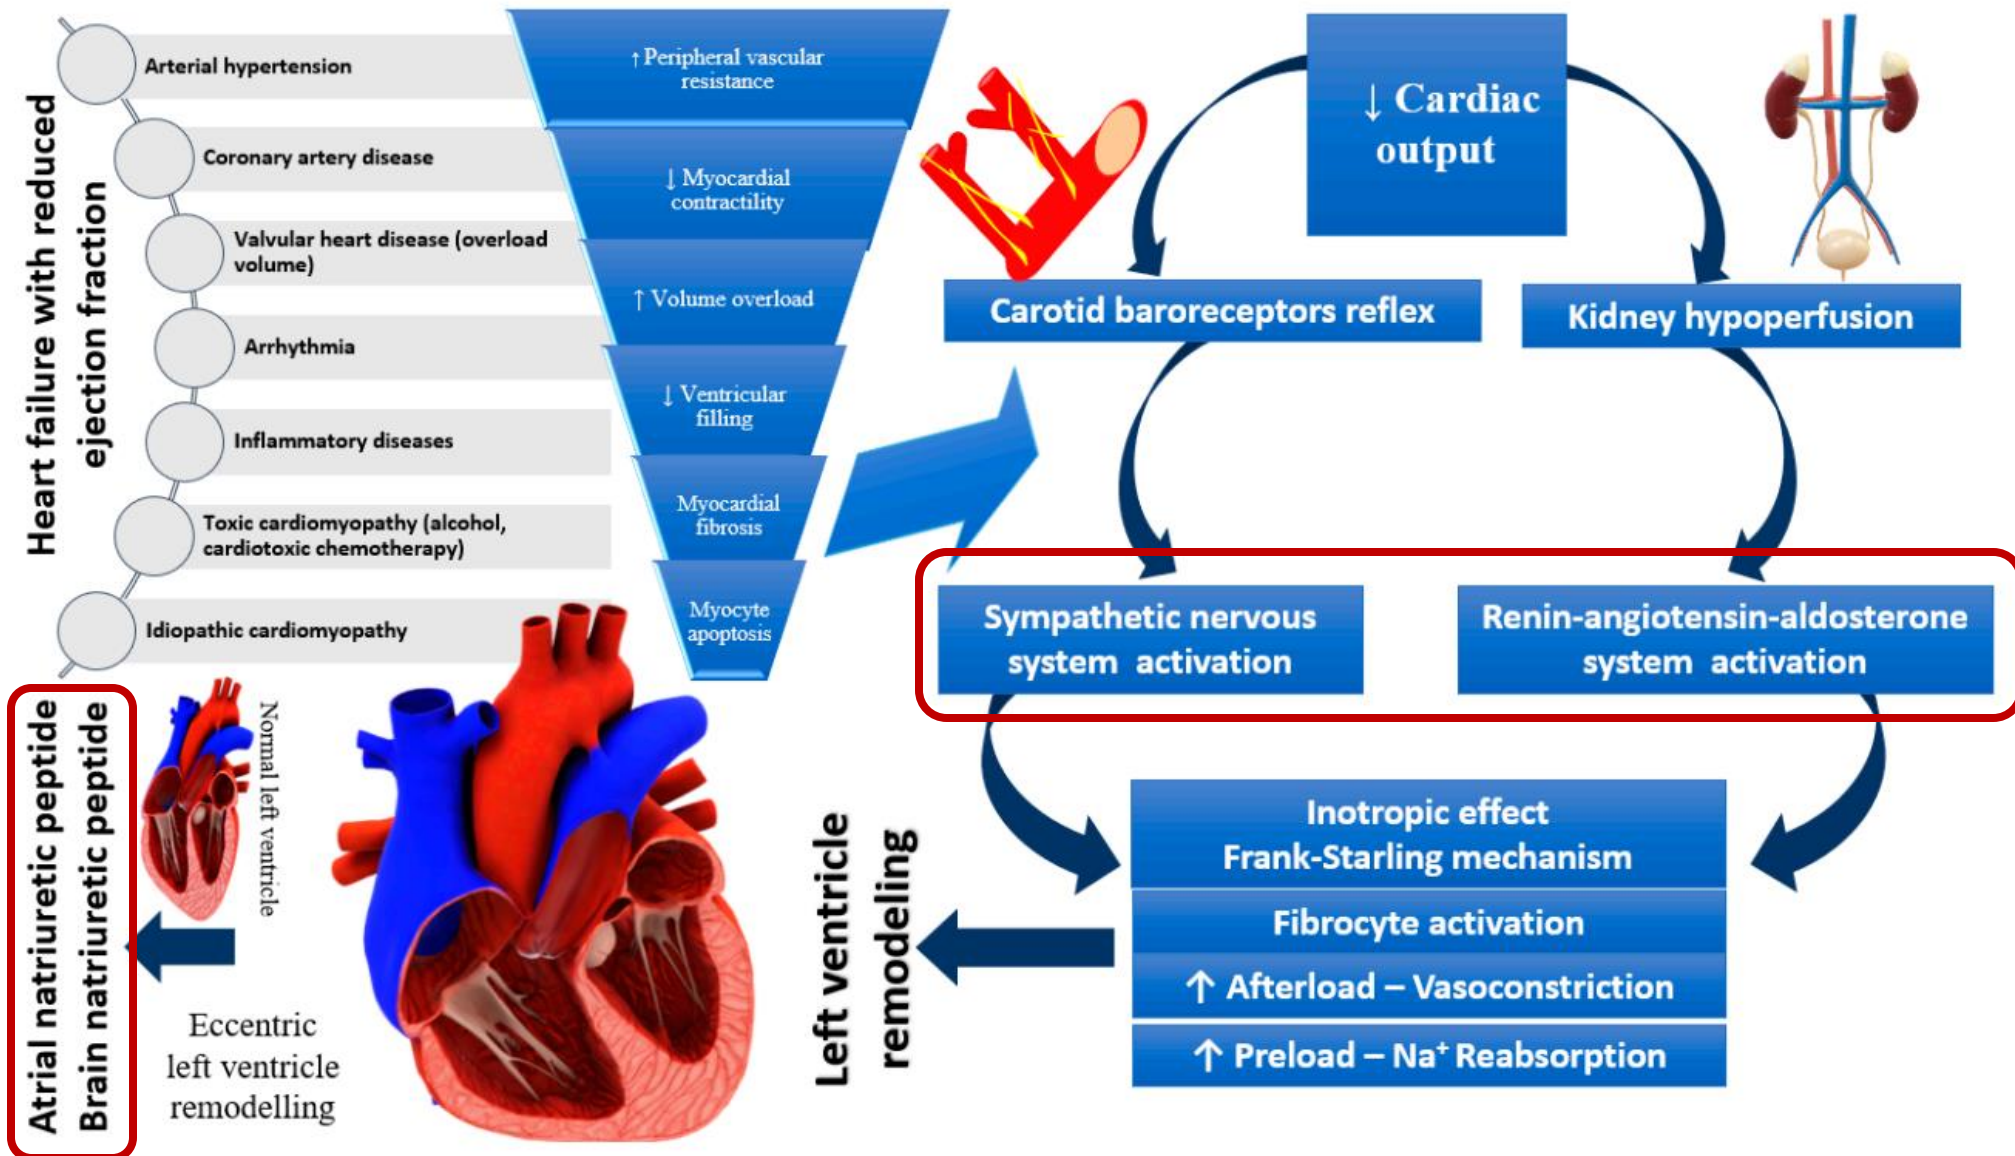 Heart failure with reduced
ejection fraction
Arterial hypertension
Coronary artery disease
Valvular heart disease (overload
volume)
Arrhythmia
Inflammatory diseases
Toxic cardiomyopathy (alcohol,
cardiotoxic chemotherapy)
Idiopathic cardiomyopathy
↑ Peripheral vascular
resistance
↓ Myocardial
contractility
↑ Volume overload
↓ Ventricular
filling
Myocardial
fibrosis
Myocyte
apoptosis
↓ Cardiac
output
Carotid baroreceptors reflex
Kidney hypoperfusion
Sympathetic nervous
system activation
Renin-angiotensin-aldosterone
system activation
Inotropic effect
Frank-Starling mechanism
Fibrocyte activation
↑ Afterload – Vasoconstriction
↑ Preload – Na⁺ Reabsorption
Left ventricle
remodeling
Normal left ventricle
Eccentric
left ventricle
remodelling
Atrial natriuretic peptide
Brain natriuretic peptide